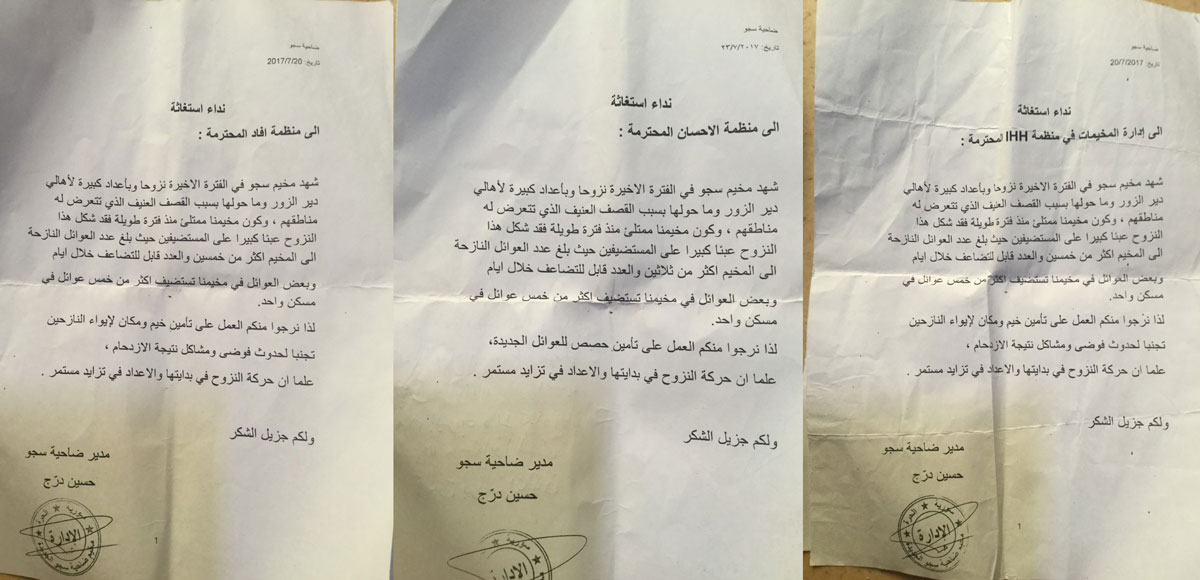 ضاحية سجو
تاريخ: 2017/7/20
نداء استغاثة
الى منظمة افاد المحترمة :
شهد مخيم سجو في الفترة الاخيرة نزوحا وبأعداد كبيرة لأهالي
دير الزور وما حولها بسبب القصف العنيف الذي تتعرض له
مناطقهم ، وكون مخيمنا ممتلئ منذ فترة طويلة فقد شكل هذا
النزوح عبئا كبيرا على المستضيفين حيث بلغ عدد العوائل النازحة
الى المخيم اكثر من خمسين والعدد قابل للتضاعف خلال ايام
وبعض العوائل في مخيمنا تستضيف اكثر من خمس عوائل في
مسكن واحد.
لذا نرجوا منكم العمل على تأمين خيم ومكان لإيواء النازحين
تجنبا لحدوث فوضى ومشاكل نتيجة الازدحام ،
علما ان حركة النزوح في بدايتها والاعداد في تزايد مستمر .
ولكم جزيل الشكر
مدير ضاحية سجو
حسين درّج
الإدارة
1
ضاحية سجو
تاريخ: ٢٣/٧/٢٠١٧
نداء استغاثة
الى منظمة الاحسان المحترمة :
شهد مخيم سجو في الفترة الاخيرة نزوحا وبأعداد كبيرة لأهالي
دير الزور وما حولها بسبب القصف العنيف الذي تتعرض له
مناطقهم ، وكون مخيمنا ممتلئ منذ فترة طويلة فقد شكل هذا
النزوح عبئا كبيرا على المستضيفين حيث بلغ عدد العوائل النازحة
الى المخيم اكثر من ثلاثين والعدد قابل للتضاعف خلال ايام
وبعض العوائل في مخيمنا تستضيف اكثر من خمس عوائل في
مسكن واحد.
لذا نرجوا منكم العمل على تأمين حصص للعوائل الجديدة،
علما ان حركة النزوح في بدايتها والاعداد في تزايد مستمر .
ولكم جزيل الشكر
مدير ضاحية سجو
حسين درّج
سورية
الإدارة
ضاحية سجو
تاريخ: 20/7/2017
نداء استغاثة
الى إدارة المخيمات في منظمة IHH المحترمة :
شهد مخيم سجو في الفترة الاخيرة نزوحا وبأعداد كبيرة لأهالي
دير الزور وما حولها بسبب القصف العنيف الذي تتعرض له
مناطقهم ، وكون مخيمنا ممتلئ منذ فترة طويلة فقد شكل هذا
النزوح عبئا كبيرا على المستضيفين حيث بلغ عدد العوائل النازحة
الى المخيم اكثر من خمسين والعدد قابل للتضاعف خلال ايام
وبعض العوائل في مخيمنا تستضيف اكثر من خمس عوائل في
مسكن واحد.
لذا نرجوا منكم العمل على تأمين خيم ومكان لإيواء النازحين
تجنبا لحدوث فوضى ومشاكل نتيجة الازدحام ،
علما ان حركة النزوح في بدايتها والاعداد في تزايد مستمر .
ولكم جزيل الشكر
مدير ضاحية سجو
حسين درّج
سورية
الإدارة
1